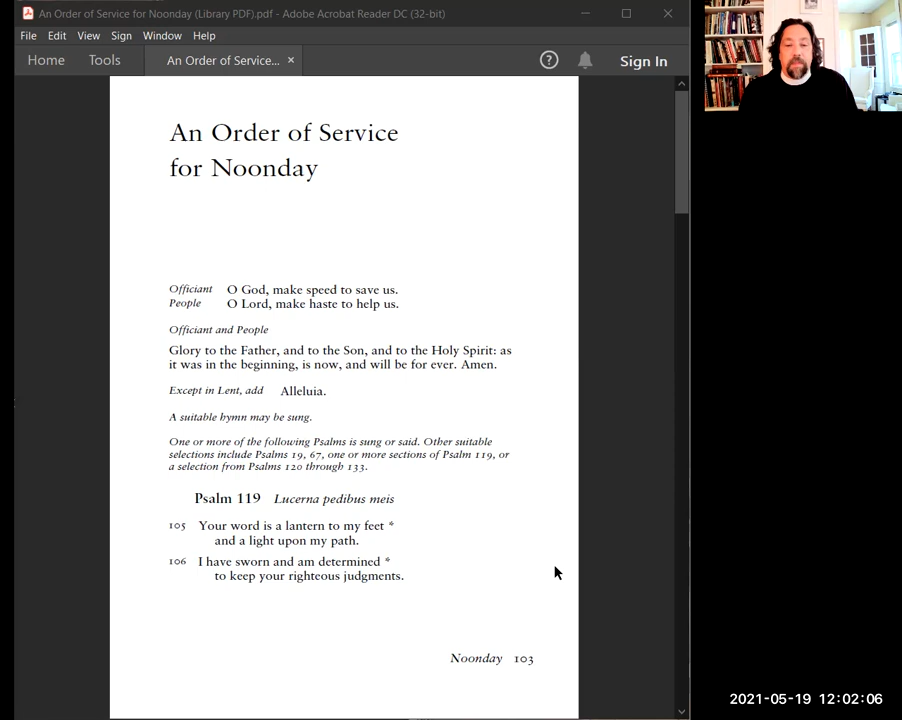 An Order of Service for Noonday (Library PDF).pdf - Adobe Acrobat Reader DC (32-bit)
File Edit View Sign Window Help
Home Tools An Order of Service... × Sign In
An Order of Service
for Noonday
Officiant O God, make speed to save us.
People O Lord, make haste to help us.
Officiant and People
Glory to the Father, and to the Son, and to the Holy Spirit: as
it was in the beginning, is now, and will be for ever. Amen.
Except in Lent, add Alleluia.
A suitable hymn may be sung.
One or more of the following Psalms is sung or said. Other suitable
selections include Psalms 19, 67, one or more sections of Psalm 119, or
a selection from Psalms 120 through 133.
Psalm 119 Lucerna pedibus meis
105 Your word is a lantern to my feet *
and a light upon my path.
106 I have sworn and am determined *
to keep your righteous judgments.
Noonday 103
2021-05-19 12:02:06